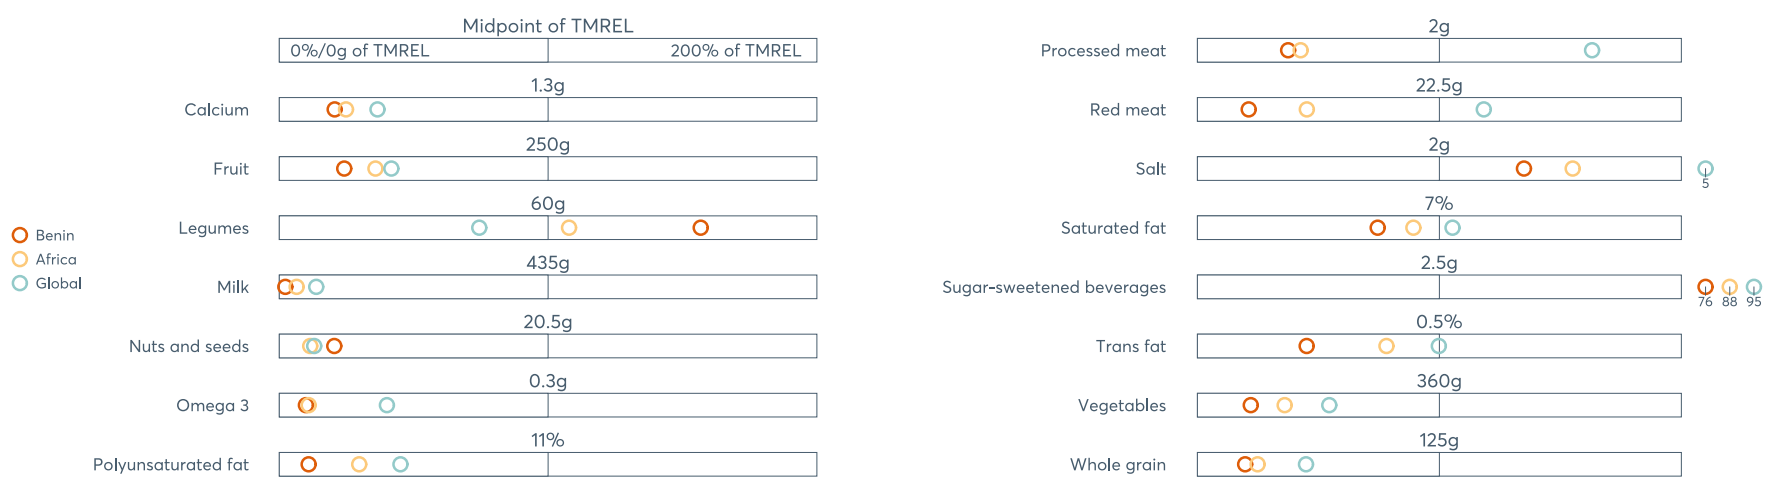 Midpoint of TMREL
0%/0g of TMREL 200% of TMREL
1.3g
Calcium
250g
Fruit
60g
Legumes
435g
Milk
20.5g
Nuts and seeds
0.3g
Omega 3
11%
Polyunsaturated fat
Benin
Africa
Global
2g
Processed meat
22.5g
Red meat
2g
Salt
5
7%
Saturated fat
2.5g
Sugar-sweetened beverages
76 88 95
0.5%
Trans fat
360g
Vegetables
125g
Whole grain